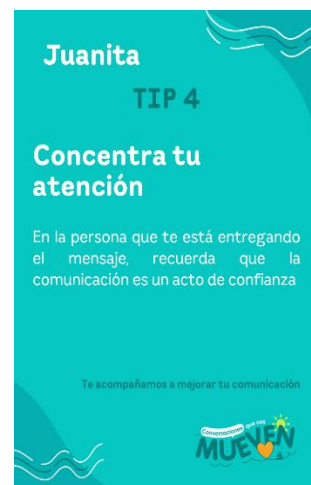 Juanita
TIP 4
Concentra tu
atención
En la persona que te está entregando
el mensaje, recuerda que la
comunicación es un acto de confianza
Te acompañamos a mejorar tu comunicación
Conversaciones que nos
MUEVEN